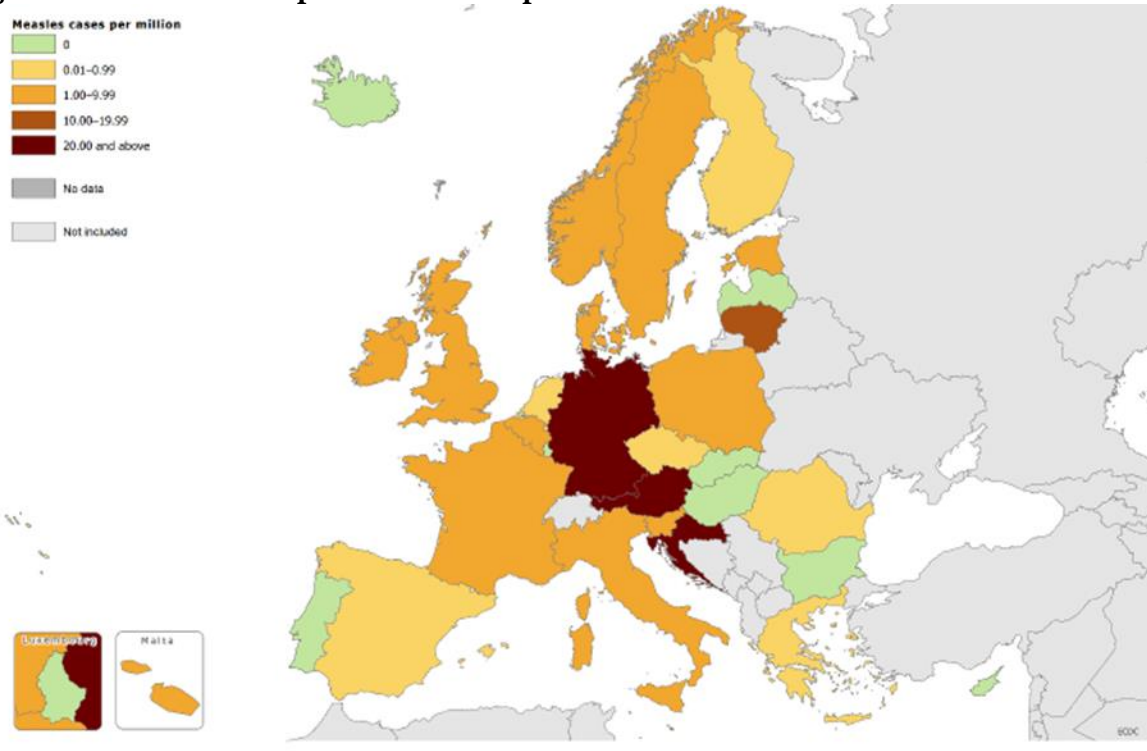 Measles cases per million
0
0.01–0.99
1.00–9.99
10.00–19.99
20.00 and above
No data
Not included
Luxembourg
Malta
ECDC